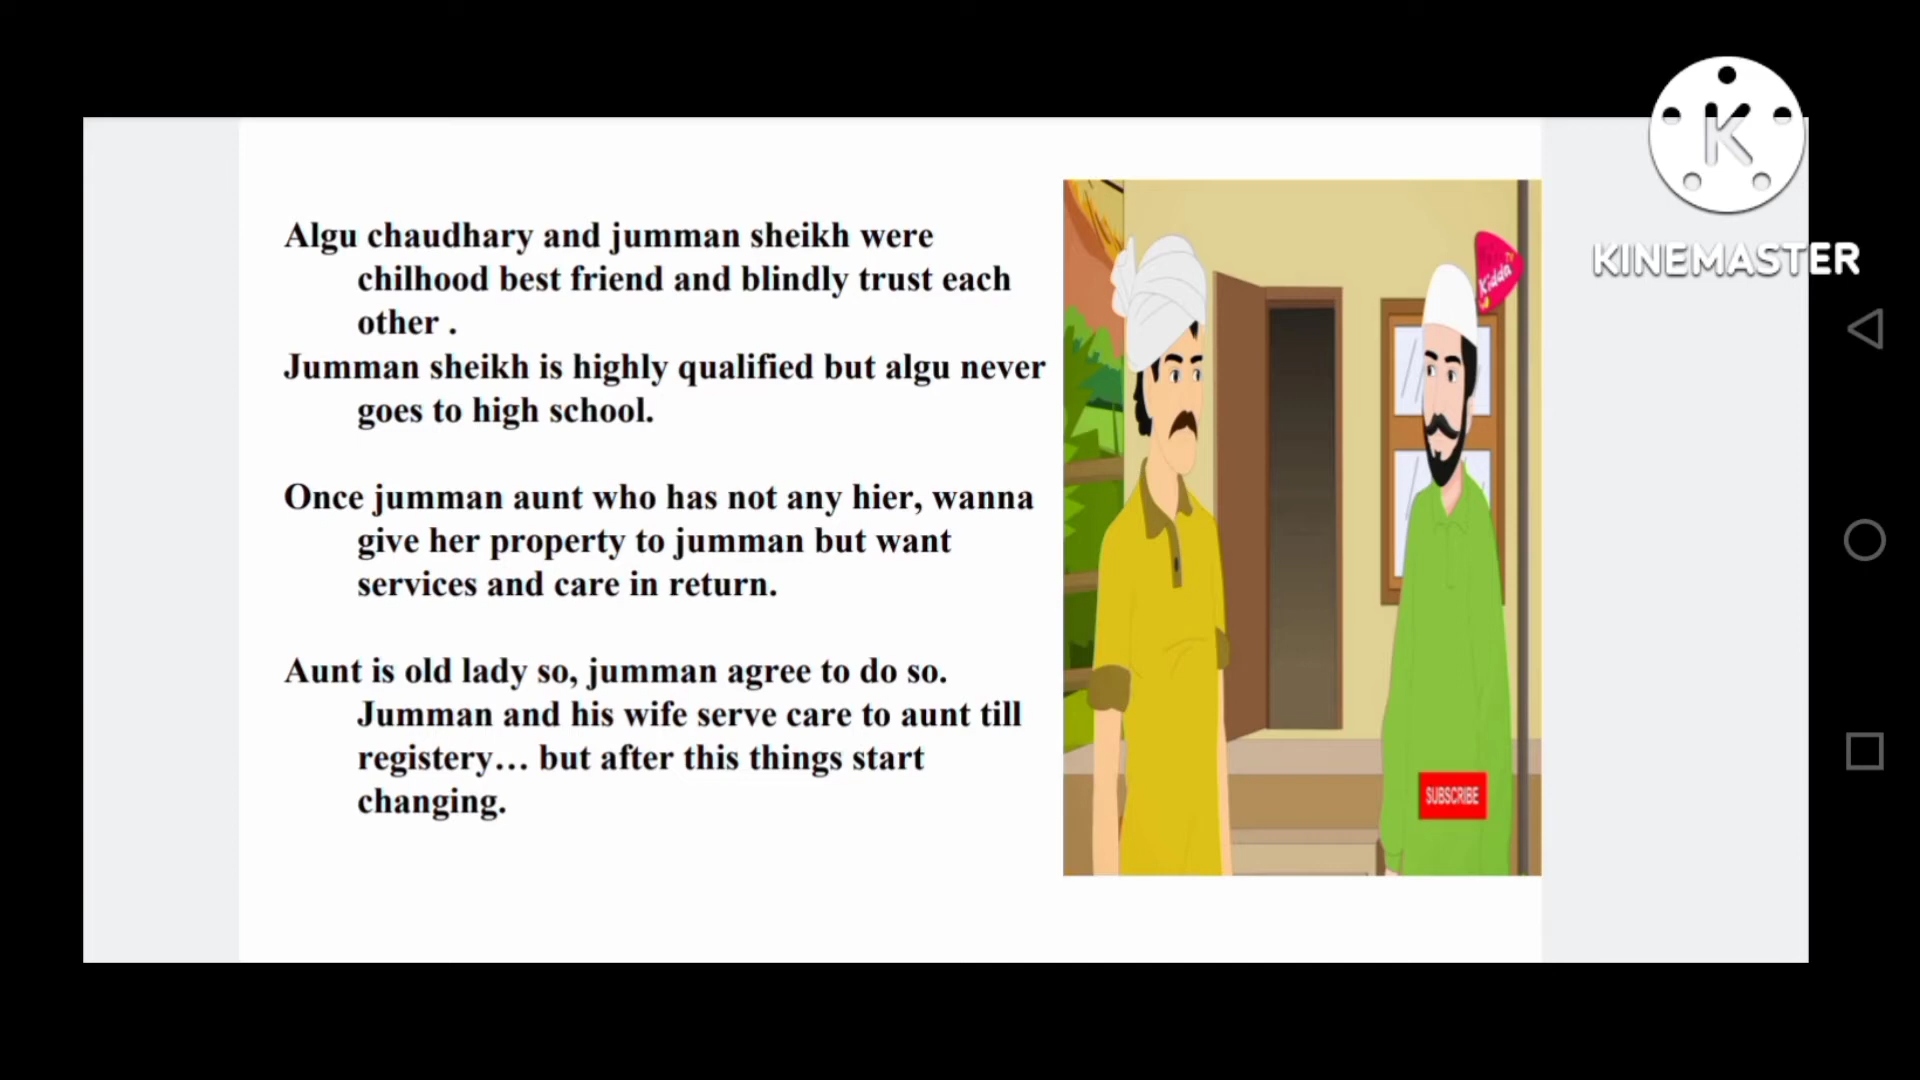 Algu chaudhary and jumman sheikh were
chilhood best friend and blindly trust each
other .
Jumman sheikh is highly qualified but algu never
goes to high school.
Once jumman aunt who has not any hier, wanna
give her property to jumman but want
services and care in return.
Aunt is old lady so, jumman agree to do so.
Jumman and his wife serve care to aunt till
registery... but after this things start
changing.
Kidda
TV
SUBSCRIBE
K
KINEMASTER